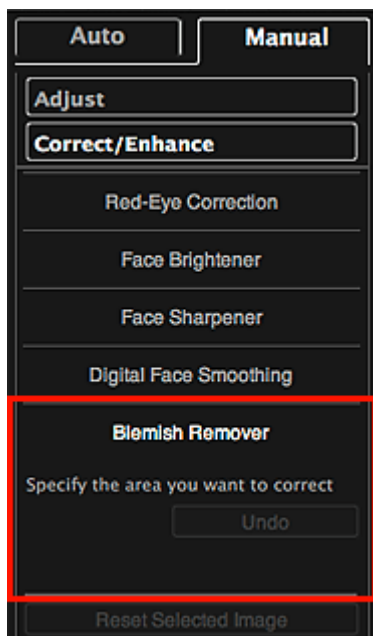 Auto Manual
Adjust
Correct/Enhance
Red-Eye Correction
Face Brightener
Face Sharpener
Digital Face Smoothing
Blemish Remover
Specify the area you want to correct
Undo
Reset Selected Image